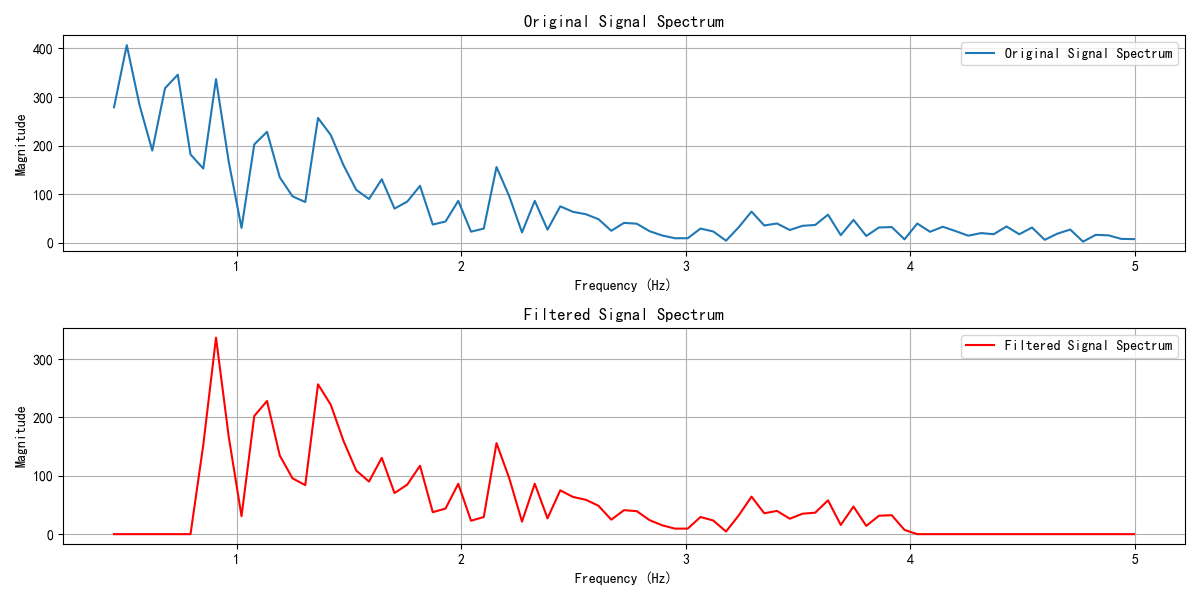 Original Signal Spectrum
Original Signal Spectrum
400
300
200
100
0
Magnitude
1 2 3 4 5
Frequency (Hz)
Filtered Signal Spectrum
Filtered Signal Spectrum
300
200
100
0
Magnitude
1 2 3 4 5
Frequency (Hz)